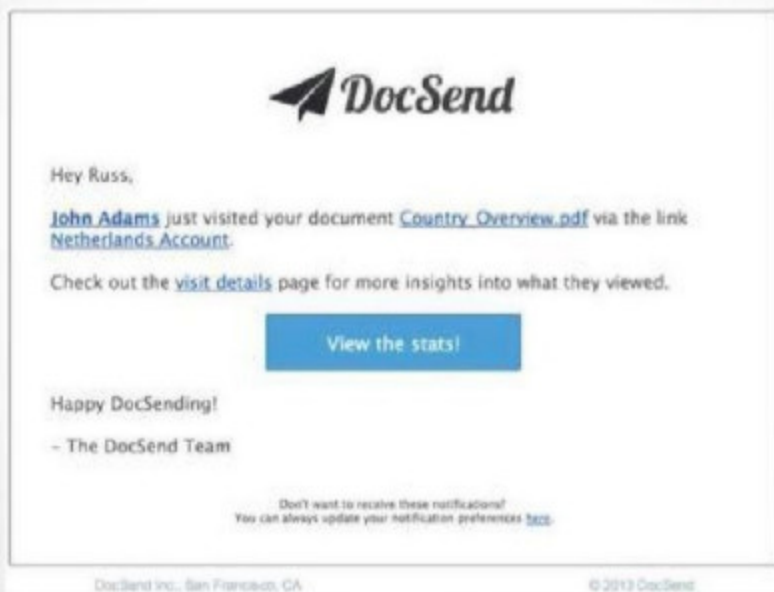 DocSend
Hey Russ,
John Adams just visited your document Country_Overview.pdf via the link
Netherlands Account.
Check out the visit details page for more insights into what they viewed.
View the stats!
Happy DocSending!
– The DocSend Team
Don't want to receive these notifications?
You can always update your notification preferences here.
DocSend Inc., San Francisco, CA
© 2013 DocSend